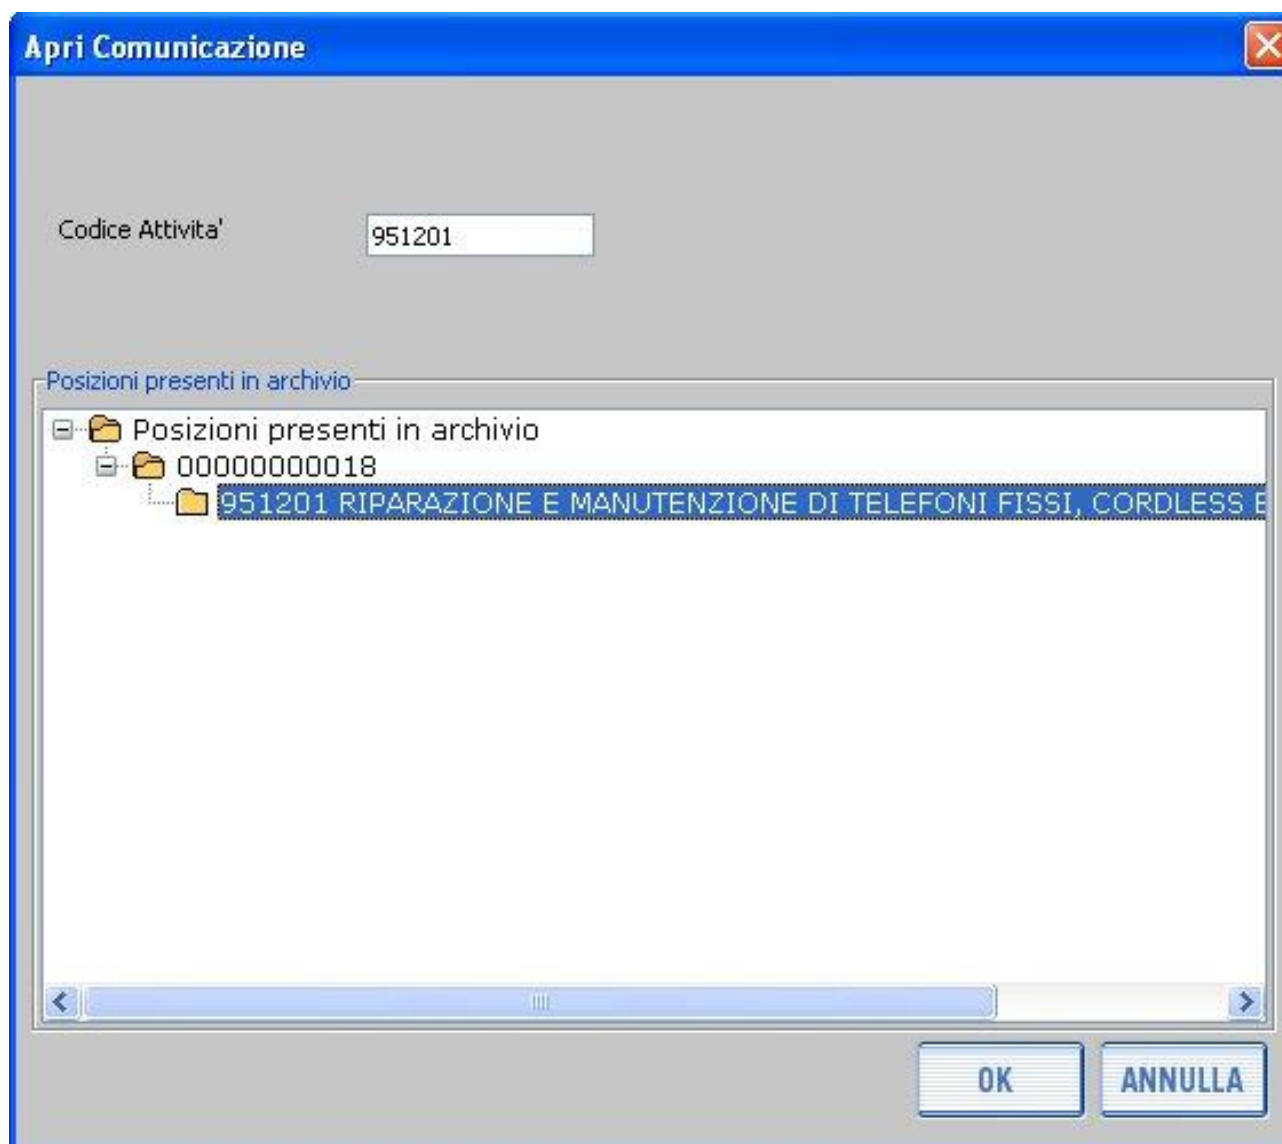 Apri Comunicazione
Codice Attivita'
951201
Posizioni presenti in archivio
Posizioni presenti in archivio
00000000018
951201 RIPARAZIONE E MANUTENZIONE DI TELEFONI FISSI, CORDLESS E
OK
ANNULLA